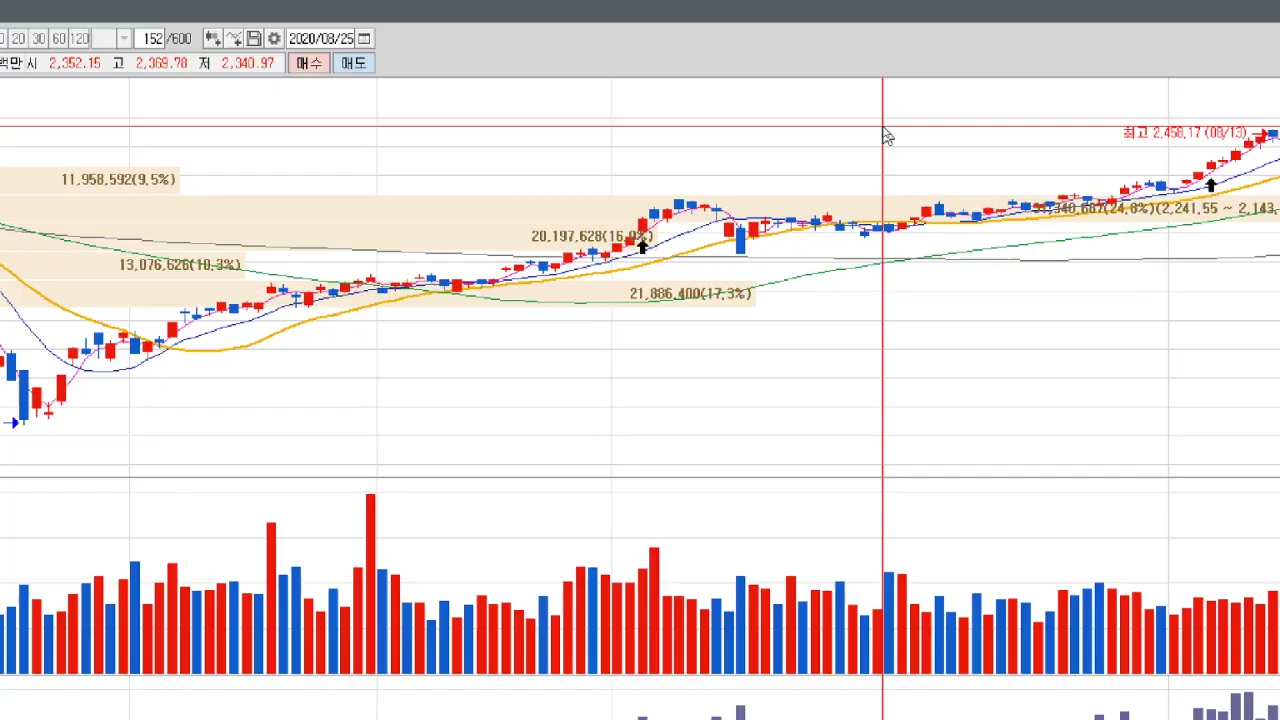 20 30 60 120 152 /600 2020/08/25
백만 시 2,352.15 고 2,369.78 저 2,340.97 매수 매도
최고 2,458.17 (08/13)
11,958,592(9.5%)
(24.8%)(2,241.55 ~ 2,143.
20,197,628(16.0%)
13,076,626(10.3%)
21,886,400(17.3%)